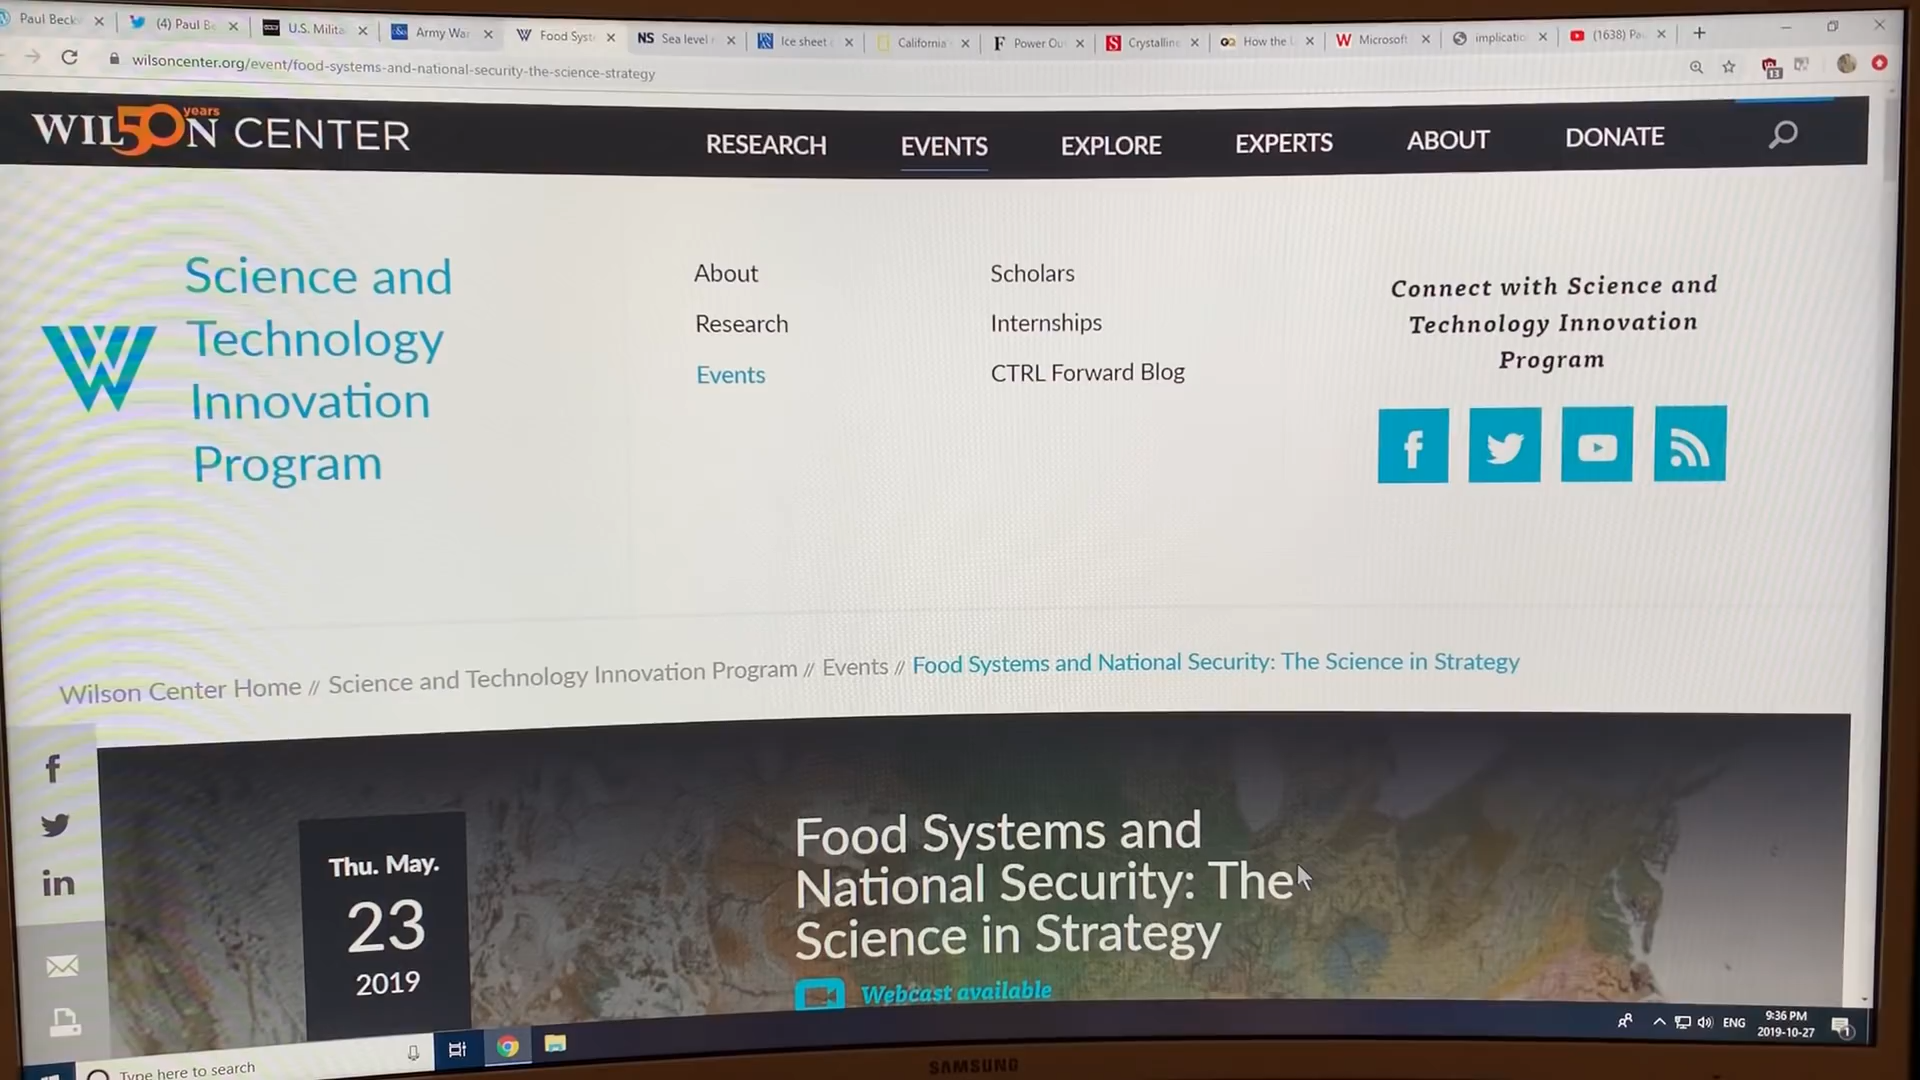 Paul Beck
(4) Paul Be
U.S. Milita
Army War
Food Syst
NS Sea level r
Ice sheet
California
F Power Ou
S Crystalline
How the
W Microsoft
implicatio
(1638) Pa
wilsoncenter.org/event/food-systems-and-national-security-the-science-strategy
13
WIL50N CENTER
years
RESEARCH
EVENTS
EXPLORE
EXPERTS
ABOUT
DONATE
Science and
Technology
Innovation
Program
About
Research
Events
Scholars
Internships
CTRL Forward Blog
Connect with Science and
Technology Innovation
Program
Wilson Center Home // Science and Technology Innovation Program // Events // Food Systems and National Security: The Science in Strategy
Thu. May.
23
2019
Food Systems and
National Security: The
Science in Strategy
Webcast available
Type here to search
ENG
9:36 PM
2019-10-27
1
SAMSUNG